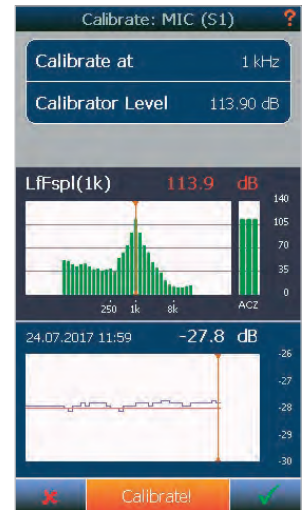 Calibrate: MIC (S1) ?
Calibrate at 1 kHz
Calibrator Level 113.90 dB
LfFspl(1k) 113.9 dB
140
105
70
35
0
250 1k 8k ACZ
24.07.2017 11:59 -27.8 dB
-26
-27
-28
-29
-30
Calibrate!